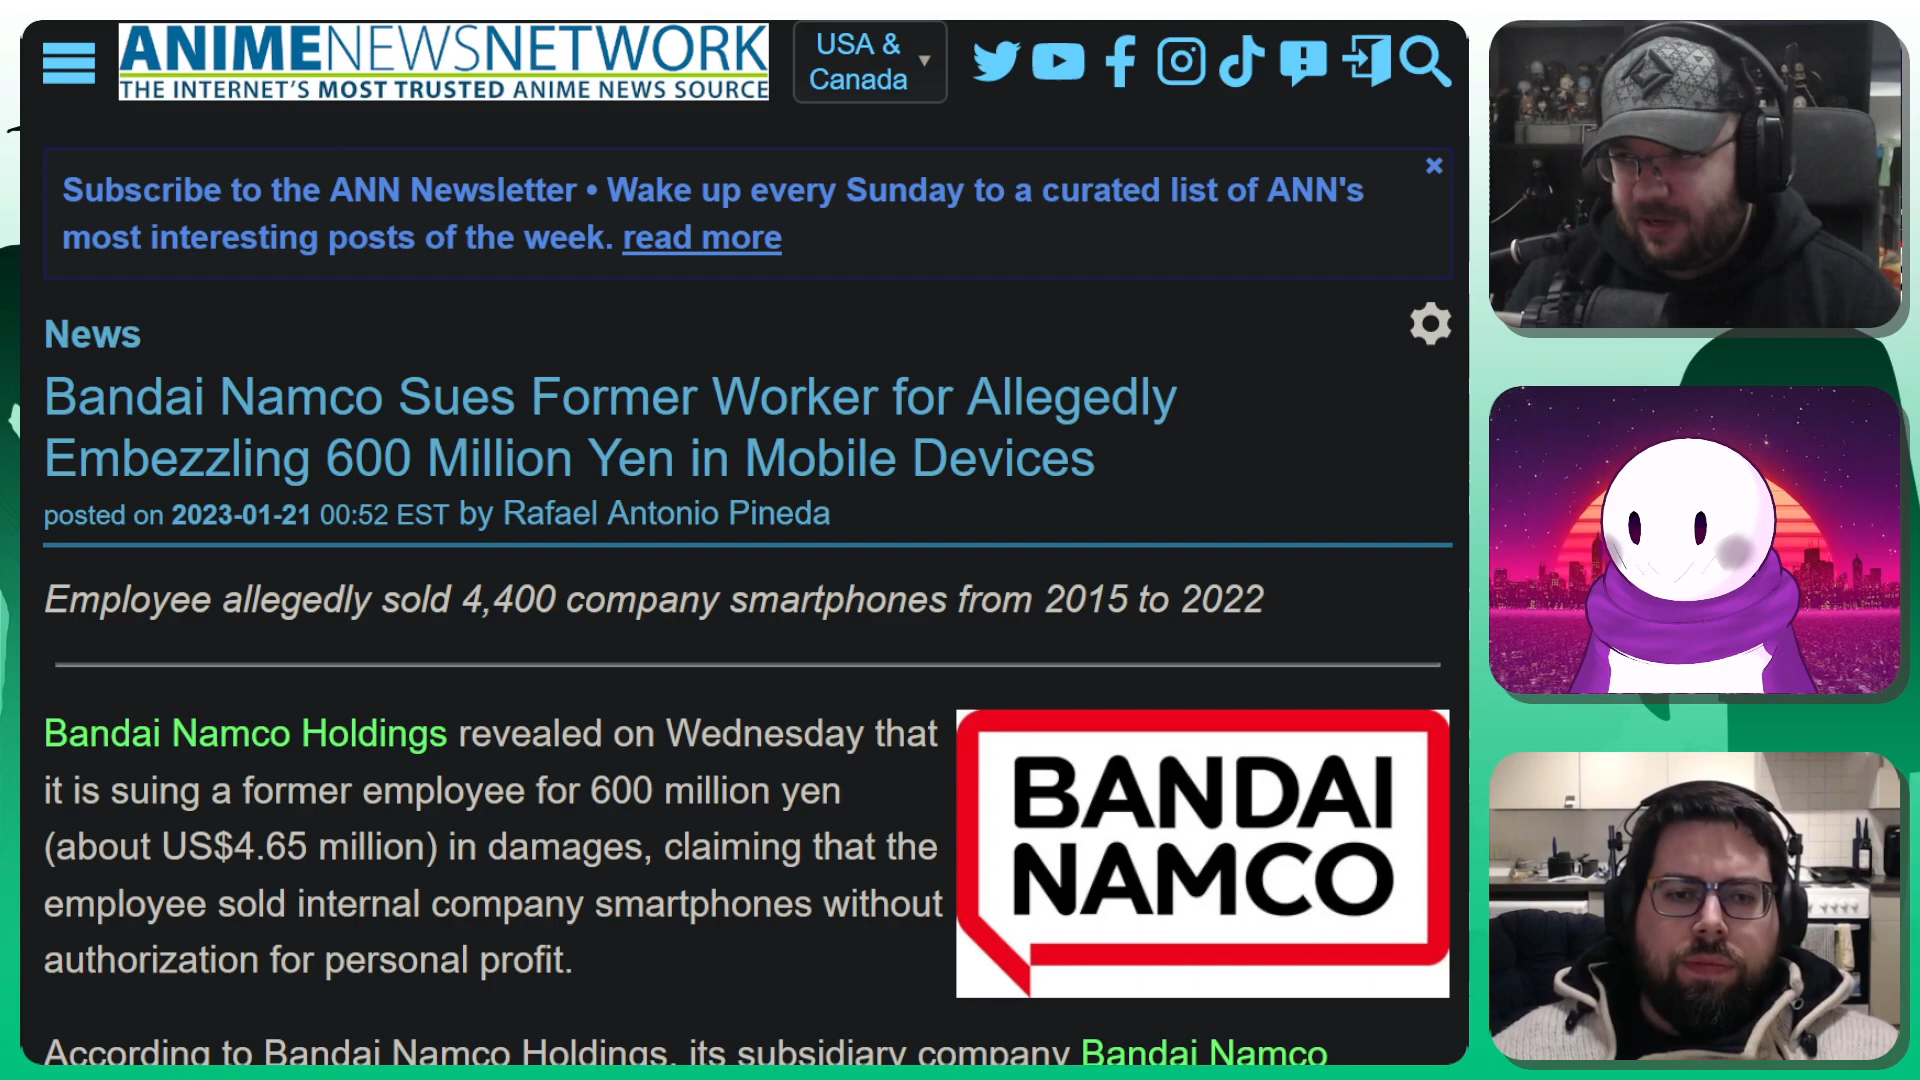 ANIMENEWSNETWORK
THE INTERNET'S MOST TRUSTED ANIME NEWS SOURCE
USA &
Canada
Subscribe to the ANN Newsletter • Wake up every Sunday to a curated list of ANN's
most interesting posts of the week. read more
News
Bandai Namco Sues Former Worker for Allegedly
Embezzling 600 Million Yen in Mobile Devices
posted on 2023-01-21 00:52 EST by Rafael Antonio Pineda
Employee allegedly sold 4,400 company smartphones from 2015 to 2022
Bandai Namco Holdings revealed on Wednesday that
it is suing a former employee for 600 million yen
(about US$4.65 million) in damages, claiming that the
employee sold internal company smartphones without
authorization for personal profit.
BANDAI
NAMCO
According to Bandai Namco Holdings, its subsidiary company Bandai Namco